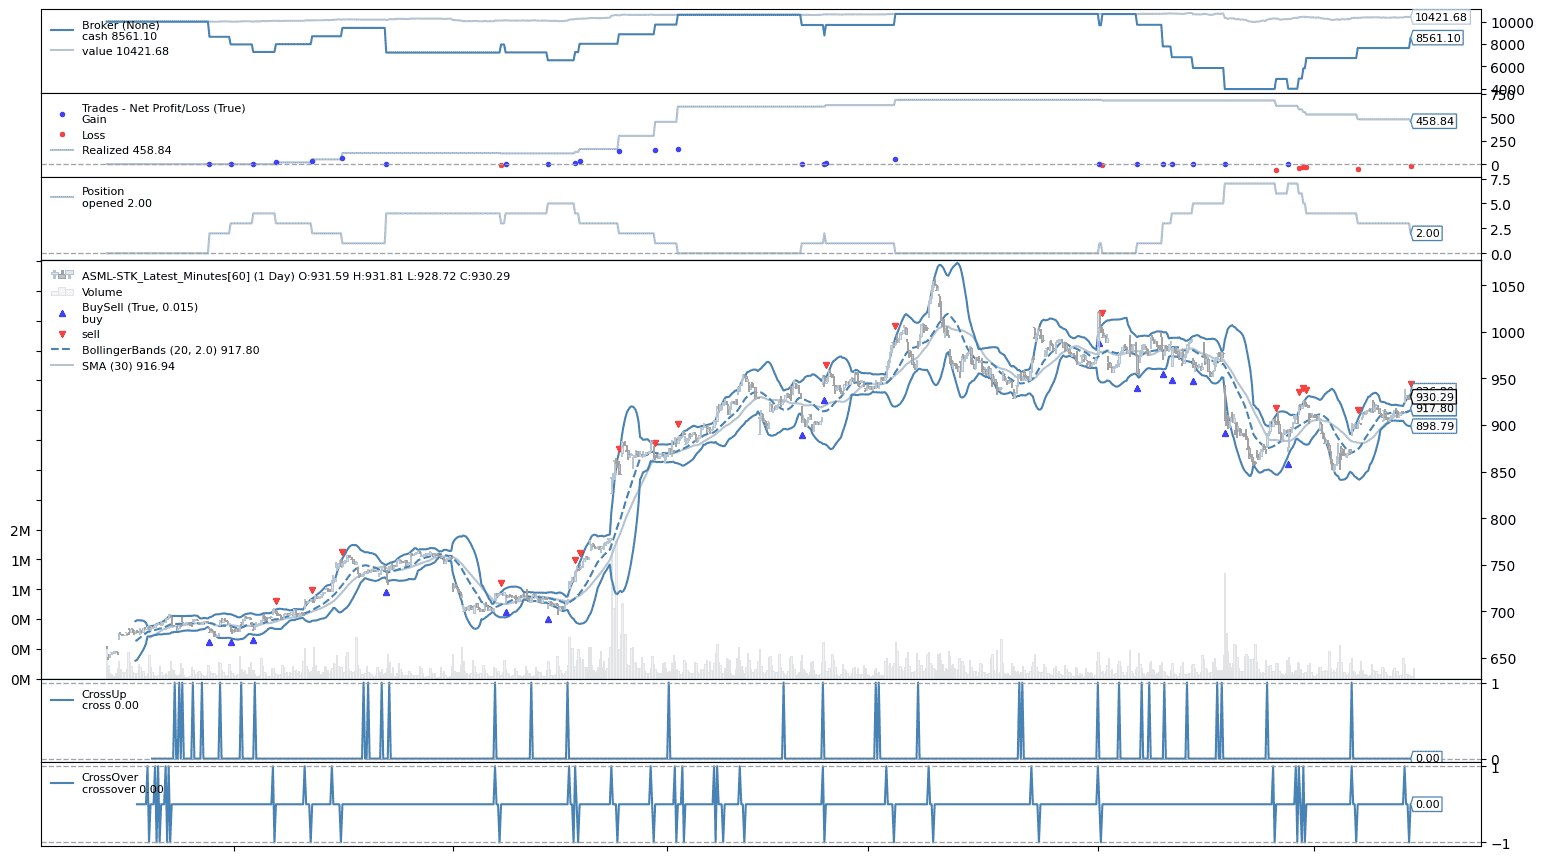 Broker (None)
cash 8561.10
value 10421.68
10421.68
10000
8561.10
8000
6000
4000
Trades - Net Profit/Loss (True)
Gain
Loss
Realized 458.84
750
500
458.84
250
0
Position
opened 2.00
7.5
5.0
2.5
2.00
0.0
ASML-STK_Latest_Minutes[60] (1 Day) O:931.59 H:931.81 L:928.72 C:930.29
Volume
BuySell (True, 0.015)
buy
sell
BollingerBands (20, 2.0) 917.80
SMA (30) 916.94
1050
1000
950
930.29
917.80
898.79
900
850
800
750
700
650
2M
1M
1M
0M
0M
0M
CrossUp
cross 0.00
1
0.00
0
CrossOver
crossover 0.00
1
0.00
−1